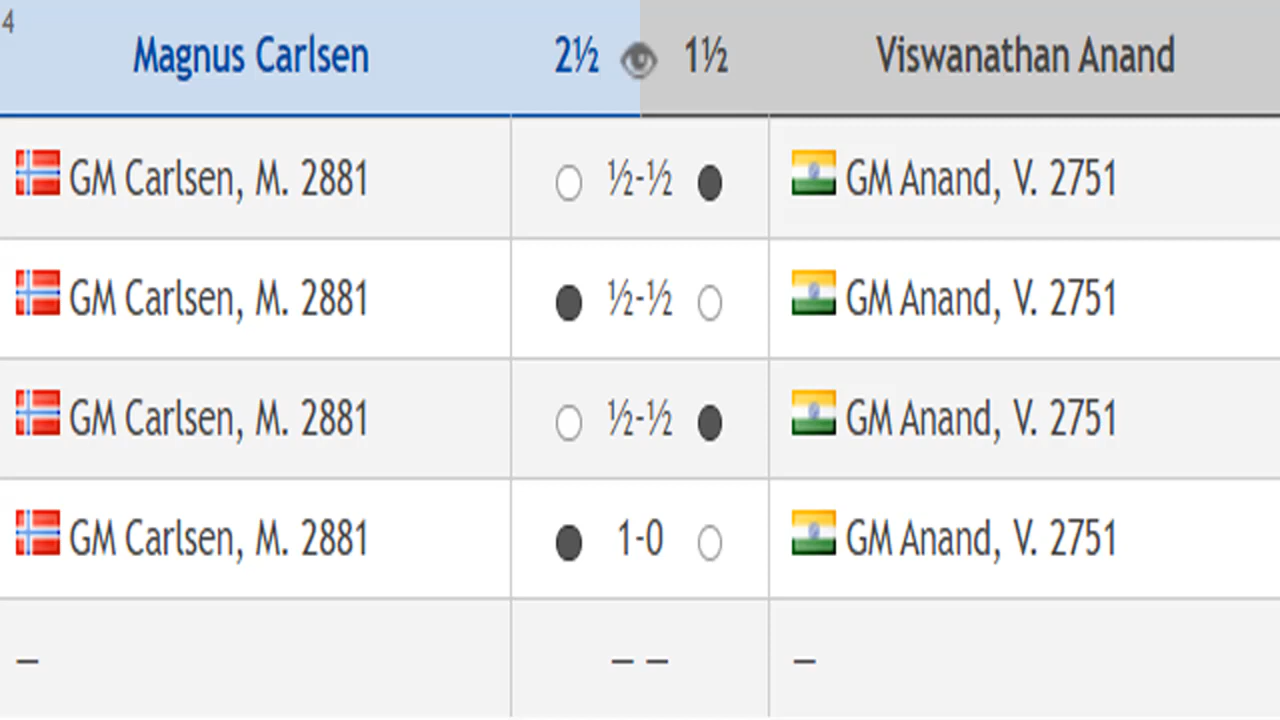 4
Magnus Carlsen 2½ 1½ Viswanathan Anand
GM Carlsen, M. 2881 ½-½ GM Anand, V. 2751
GM Carlsen, M. 2881 ½-½ GM Anand, V. 2751
GM Carlsen, M. 2881 ½-½ GM Anand, V. 2751
GM Carlsen, M. 2881 1-0 GM Anand, V. 2751
– – – –